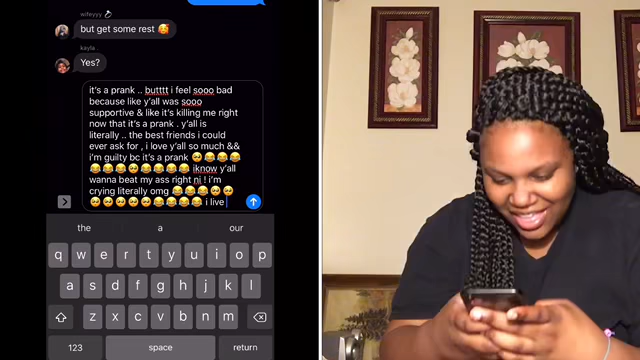 wifeyyy 💍
but get some rest 🥰
kayla
Yes?
it's a prank .. butttt i feel sooo bad
because like y'all was sooo
supportive & like it's killing me right
now that it's a prank . y'all is
literally .. the best friends i could
ever ask for , i love y'all so much &&
i'm guilty bc it's a prank 🥺😂😂😂
😂😂😂😂😂😂😂😂 iknow y'all
wanna beat my ass right ni ! i'm
crying literally omg 😂😂😂🥺🥺
🥺🥺🥺🥺🥺😂😂😂😂 i live
the a our
q w e r t y u i o p
a s d f g h j k l
z x c v b n m
123 space return